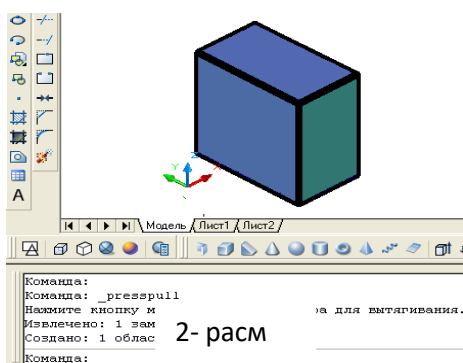 A
Y Z X
Модель Лист1 Лист2
Команда:
Команда: _presspull
Нажмите кнопку м а для вытягивания.
Извлечено: 1 зам
Создано: 1 облас
2- расм
Команда: